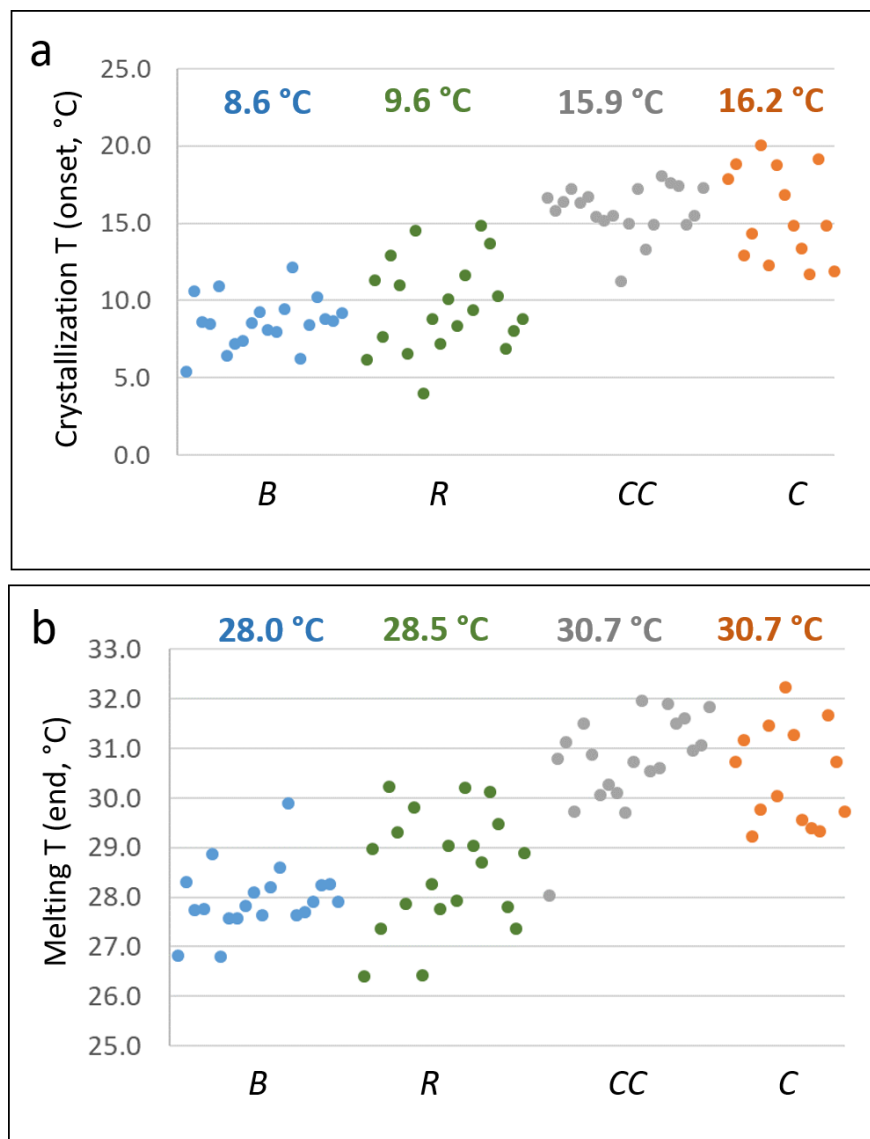 a
Crystallization T (onset, °C)
25.0
20.0
15.0
10.0
5.0
0.0
8.6 °C 9.6 °C 15.9 °C 16.2 °C
B R CC C
b
Melting T (end, °C)
33.0
32.0
31.0
30.0
29.0
28.0
27.0
26.0
25.0
28.0 °C 28.5 °C 30.7 °C 30.7 °C
B R CC C